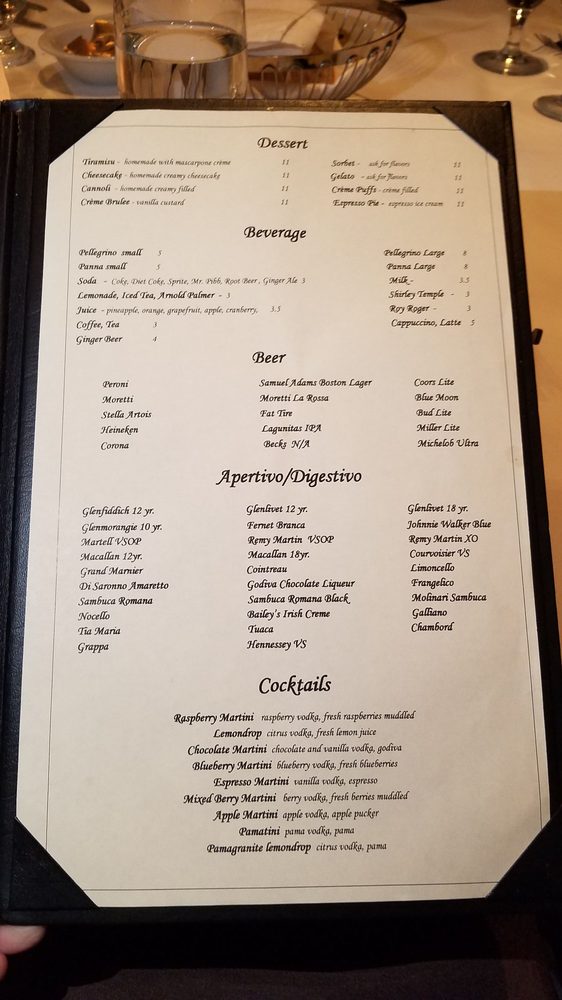 Dessert
Tiramisu - homemade with mascarpone crème 11
Sorbet - ask for flavors 11
Cheesecake - homemade creamy cheesecake 11
Gelato - ask for flavors 11
Cannoli - homemade creamy filled 11
Crème Puffs - crème filled 11
Crème Brulee - vanilla custard 11
Espresso Pie - espresso ice cream 11
Beverage
Pellegrino small 5
Pellegrino Large 8
Panna small 5
Panna Large 8
Soda - Coke, Diet Coke, Sprite, Mr. Pibb, Root Beer, Ginger Ale 3
Milk - 3.5
Lemonade, Iced Tea, Arnold Palmer - 3
Shirley Temple - 3
Juice - pineapple, orange, grapefruit, apple, cranberry, 3.5
Roy Roger - 3
Coffee, Tea 3
Cappuccino, Latte 5
Ginger Beer 4
Beer
Peroni Samuel Adams Boston Lager Coors Lite
Moretti Moretti La Rossa Blue Moon
Stella Artois Fat Tire Bud Lite
Heineken Lagunitas IPA Miller Lite
Corona Becks N/A Michelob Ultra
Apertivo/Digestivo
Glenfiddich 12 yr. Glenlivet 12 yr. Glenlivet 18 yr.
Glenmorangie 10 yr. Fernet Branca Johnnie Walker Blue
Martell VSOP Remy Martin VSOP Remy Martin XO
Macallan 12yr. Macallan 18yr. Courvoisier VS
Grand Marnier Cointreau Limoncello
Di Saronno Amaretto Godiva Chocolate Liqueur Frangelico
Sambuca Romana Sambuca Romana Black Molinari Sambuca
Nocello Bailey's Irish Creme Galliano
Tia Maria Tuaca Chambord
Grappa Hennessey VS
Cocktails
Raspberry Martini raspberry vodka, fresh raspberries muddled
Lemondrop citrus vodka, fresh lemon juice
Chocolate Martini chocolate and vanilla vodka, godiva
Blueberry Martini blueberry vodka, fresh blueberries
Espresso Martini vanilla vodka, espresso
Mixed Berry Martini berry vodka, fresh berries muddled
Apple Martini apple vodka, apple pucker
Pamatini pama vodka, pama
Pamagranite lemondrop citrus vodka, pama